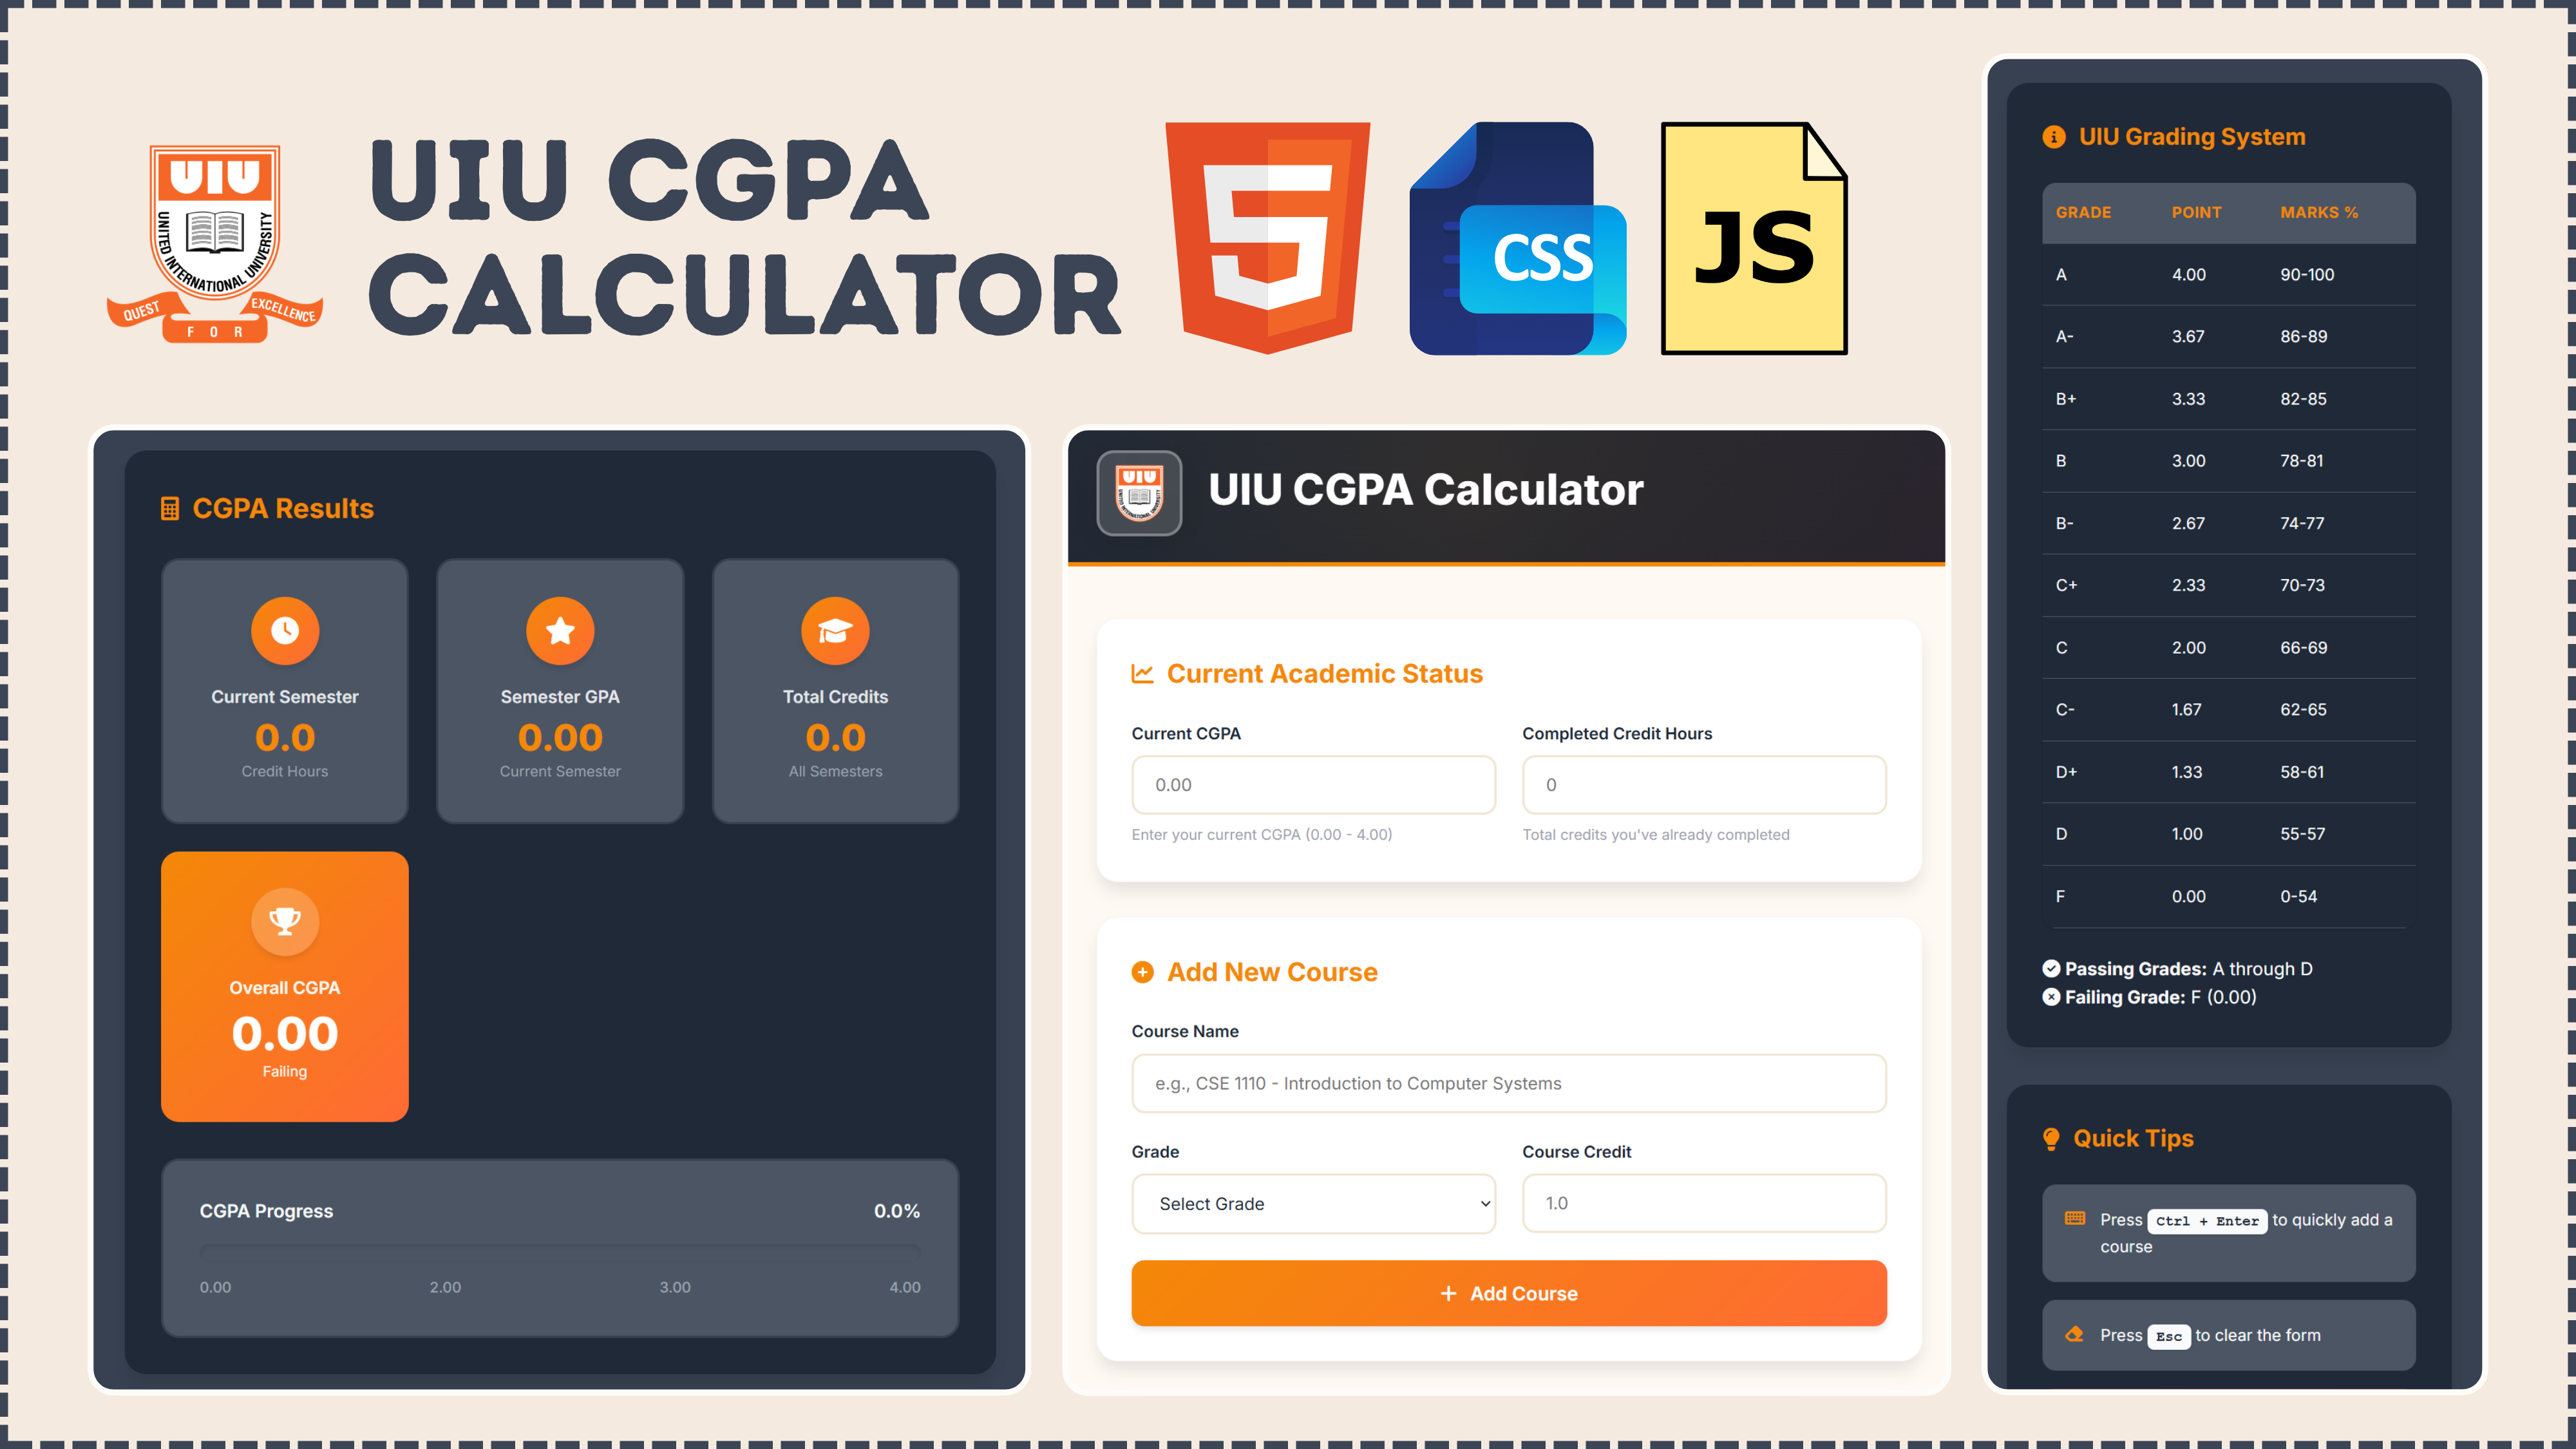 UIU
UNITED INTERNATIONAL UNIVERSITY
QUEST FOR EXCELLENCE
UIU CGPA
CALCULATOR
CSS
JS
CGPA Results
Current Semester
0.0
Credit Hours
Semester GPA
0.00
Current Semester
Total Credits
0.0
All Semesters
Overall CGPA
0.00
Failing
CGPA Progress 0.0%
0.00 2.00 3.00 4.00
UIU
UIU CGPA Calculator
Current Academic Status
Current CGPA Completed Credit Hours
0.00 0
Enter your current CGPA (0.00 - 4.00) Total credits you've already completed
Add New Course
Course Name
e.g., CSE 1110 - Introduction to Computer Systems
Grade Course Credit
Select Grade 1.0
+ Add Course
UIU Grading System
GRADE POINT MARKS %
A 4.00 90-100
A- 3.67 86-89
B+ 3.33 82-85
B 3.00 78-81
B- 2.67 74-77
C+ 2.33 70-73
C 2.00 66-69
C- 1.67 62-65
D+ 1.33 58-61
D 1.00 55-57
F 0.00 0-54
Passing Grades: A through D
Failing Grade: F (0.00)
Quick Tips
Press Ctrl + Enter to quickly add a
course
Press Esc to clear the form